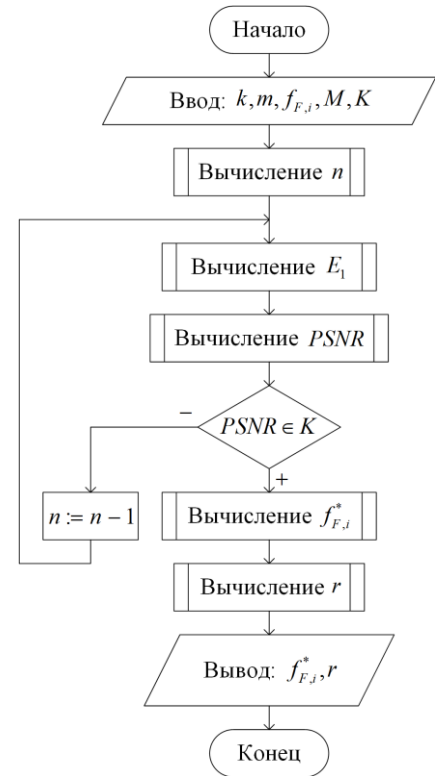 Начало
Ввод: k, m, f_{F,i}, M, K
Вычисление n
Вычисление E_1
Вычисление PSNR
−
PSNR ∈ K
+
n := n − 1
Вычисление f^*_{F,i}
Вычисление r
Вывод: f^*_{F,i}, r
Конец